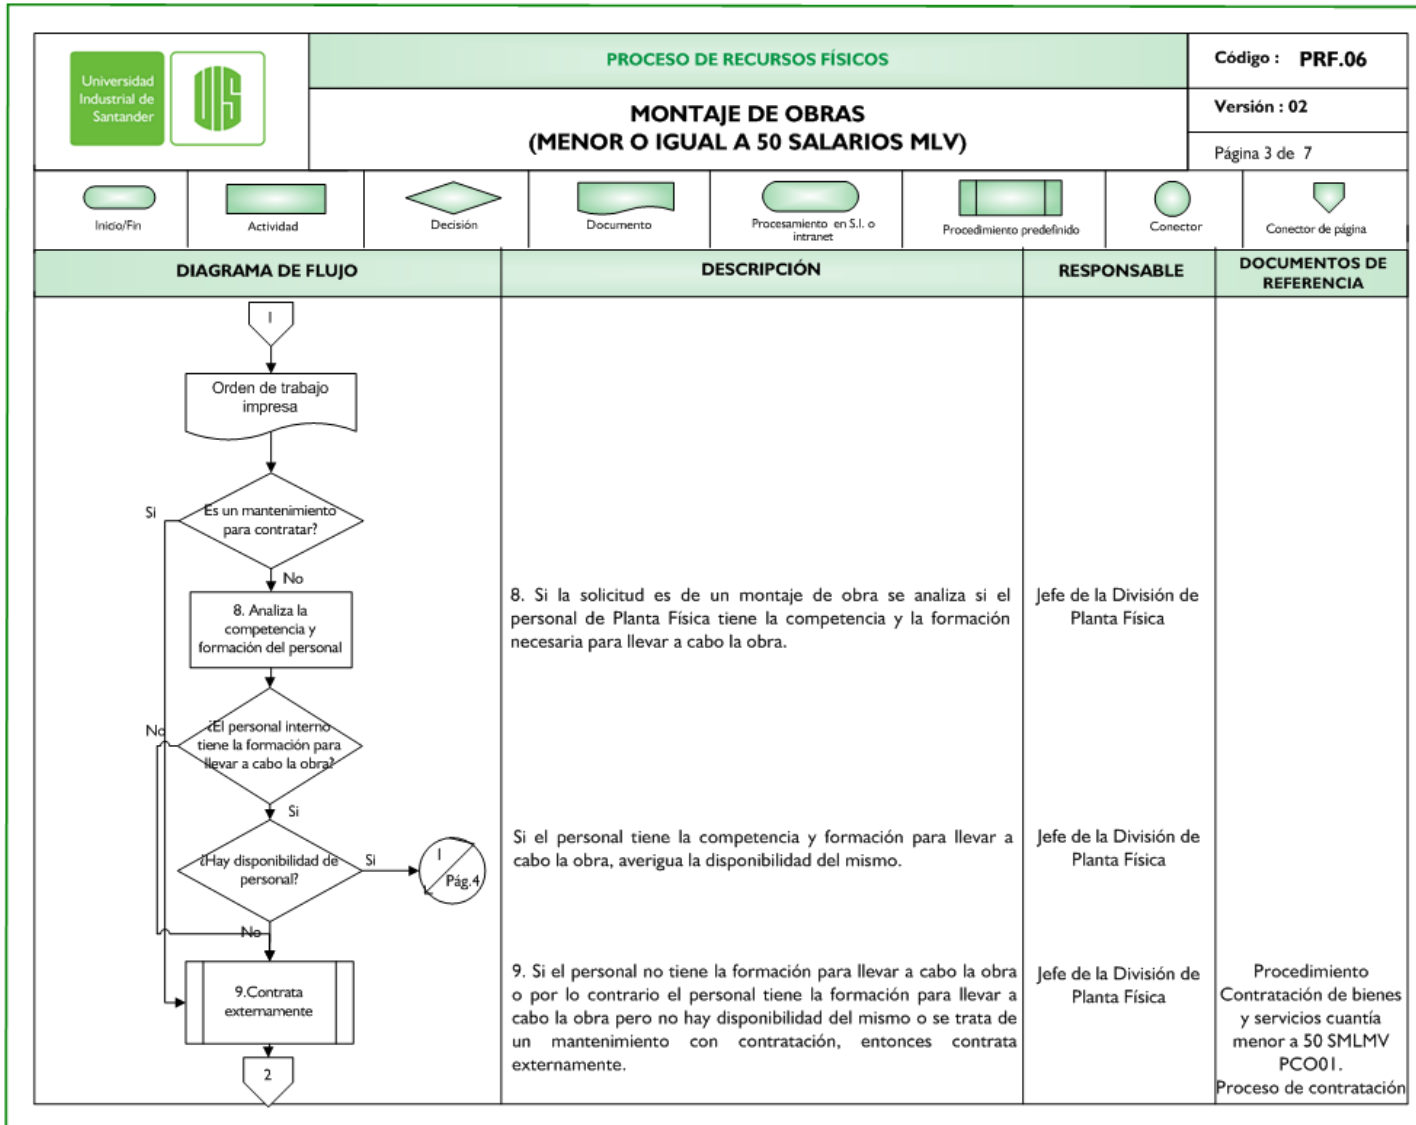 Universidad
Industrial de
Santander
UIS
PROCESO DE RECURSOS FÍSICOS
MONTAJE DE OBRAS
(MENOR O IGUAL A 50 SALARIOS MLV)
Código : PRF.06
Versión : 02
Página 3 de 7
Inicio/Fin
Actividad
Decisión
Documento
Procesamiento en S.I. o
intranet
Procedimiento predefinido
Conector
Conector de página
DIAGRAMA DE FLUJO
DESCRIPCIÓN
RESPONSABLE
DOCUMENTOS DE
REFERENCIA
1
Orden de trabajo
impresa
Es un mantenimiento
para contratar?
Si
No
8. Analiza la
competencia y
formación del personal
8. Si la solicitud es de un montaje de obra se analiza si el
personal de Planta Física tiene la competencia y la formación
necesaria para llevar a cabo la obra.
Jefe de la División de
Planta Física
¿El personal interno
tiene la formación para
llevar a cabo la obra?
No
Si
¿Hay disponibilidad de
personal?
Si
1
Pág.4
No
Si el personal tiene la competencia y formación para llevar a
cabo la obra, averigua la disponibilidad del mismo.
Jefe de la División de
Planta Física
9.Contrata
externamente
9. Si el personal no tiene la formación para llevar a cabo la obra
o por lo contrario el personal tiene la formación para llevar a
cabo la obra pero no hay disponibilidad del mismo o se trata de
un mantenimiento con contratación, entonces contrata
externamente.
Jefe de la División de
Planta Física
Procedimiento
Contratación de bienes
y servicios cuantía
menor a 50 SMLMV
PCO01.
Proceso de contratación
2